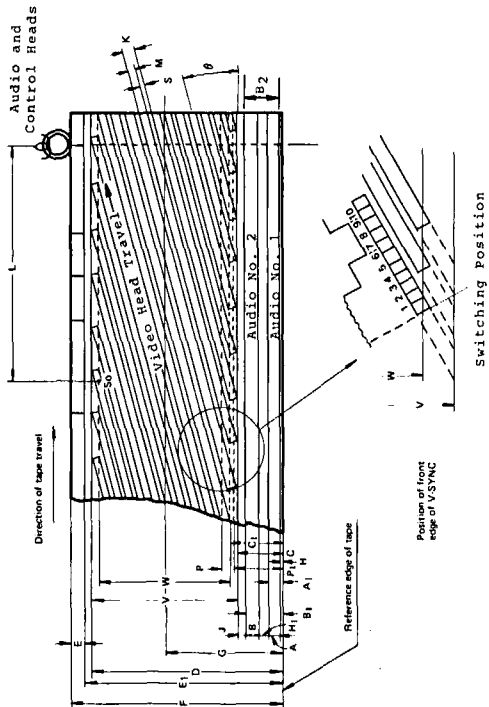 Audio and
Control Heads
L
K
M
S
θ
B2
Direction of tape travel
Video Head Travel
So
Audio No. 2
Audio No. 1
E
V-W
P
J
C1
C
H
P1
A1
B1
B
H1
A
G
D
E1
F
Reference edge of tape
1 2 3 4 5 6 7 8 9 10
W
V
Position of front
edge of V-SYNC
Switching Position